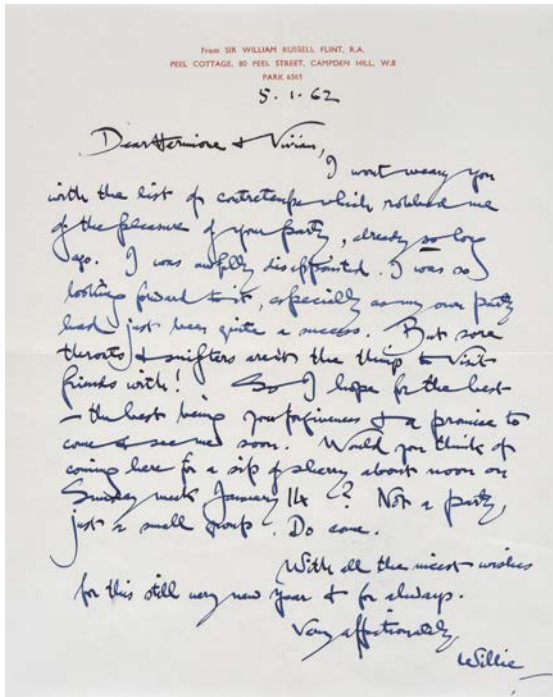 From SIR WILLIAM RUSSELL FLINT, R.A.
PEEL COTTAGE, 80 PEEL STREET, CAMPDEN HILL, W.8
PARK 6561
5.1.62
Dear Hermione & Vivian,
I wont weary you
with the list of contretemps which robbed me
of the pleasure of your party, already so long
ago. I was awfully disappointed. I was so
looking forward to it, especially as my own party
had just been quite a success. But sore
throats & snifters aren't the things to visit
friends with! So I hope for the best
— the best being your forgiveness & a promise to
come & see me soon. Would you think of
coming here for a sip of sherry about noon on
Sunday week January 14? Not a party,
just a small group. Do come.
With all the nicest wishes
for this still very new year & for always.
Very affectionately,
Willie